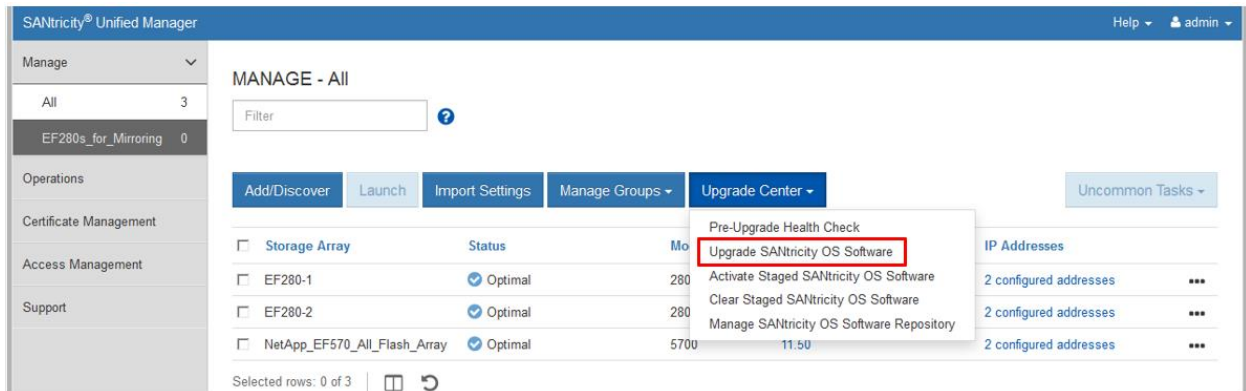 SANtricity® Unified Manager
Help
admin
Manage
All 3
EF280s_for_Mirroring 0
Operations
Certificate Management
Access Management
Support
MANAGE - All
Filter
Add/Discover Launch Import Settings Manage Groups Upgrade Center Uncommon Tasks
Pre-Upgrade Health Check
Upgrade SANtricity OS Software
Activate Staged SANtricity OS Software
Clear Staged SANtricity OS Software
Manage SANtricity OS Software Repository
Storage Array Status Mo IP Addresses
EF280-1 Optimal 280 2 configured addresses
EF280-2 Optimal 280 2 configured addresses
NetApp_EF570_All_Flash_Array Optimal 5700 11.50 2 configured addresses
Selected rows: 0 of 3